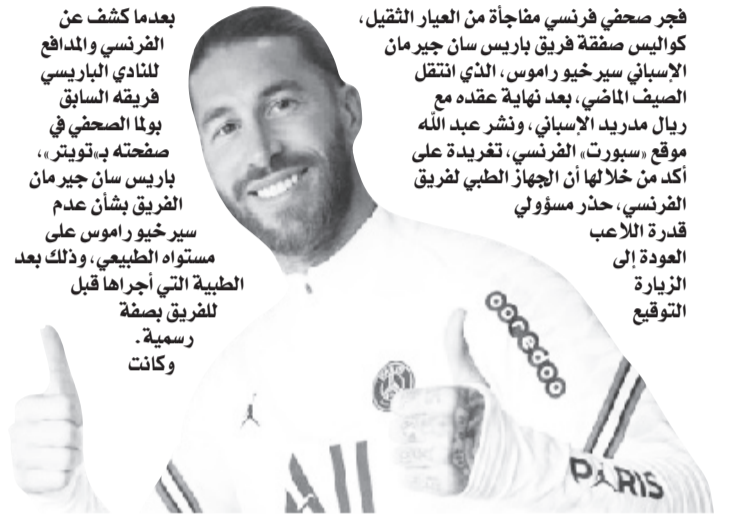 فجر صحفي فرنسي مفاجأة من العيار الثقيل، بعدما كشف عن
كواليس صفقة فريق باريس سان جيرمان الفرنسي والمدافع
الإسباني سيرخيو راموس، الذي انتقل للنادي الباريسي
الصيف الماضي، بعد نهاية عقده مع فريقه السابق
ريال مدريد الإسباني، ونشر عبد الله بولما الصحفي في
موقع «سبورت» الفرنسي، تغريدة على صفحته بـ«تويتر»،
أكد من خلالها أن الجهاز الطبي لفريق باريس سان جيرمان
الفرنسي، حذر مسؤولي الفريق بشأن عدم
قدرة اللاعب سيرخيو راموس على
العودة إلى مستواه الطبيعي، وذلك بعد
الزيارة الطبية التي أجراها قبل
التوقيع للفريق بصفة
رسمية.
وكانت
ooredoo
ALL
PARIS